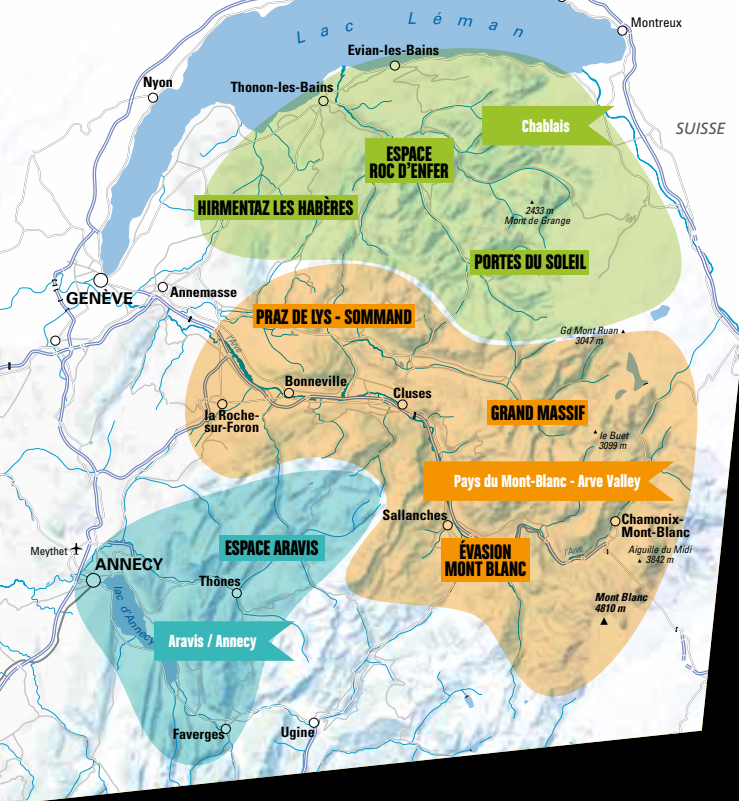 Lac Léman
Montreux
Evian-les-Bains
Nyon
Thonon-les-Bains
Chablais
SUISSE
ESPACE
ROC D'ENFER
HIRMENTAZ LES HABÈRES
2433 m
Mont de Grange
PORTES DU SOLEIL
GENÈVE
Annemasse
PRAZ DE LYS - SOMMAND
Gd Mont Ruan
3047 m
l'Arve
Bonneville
Cluses
la Roche-
sur-Foron
GRAND MASSIF
le Buet
3099 m
Pays du Mont-Blanc - Arve Valley
Sallanches
Chamonix-
Mont-Blanc
Meythet
ESPACE ARAVIS
ÉVASION
MONT BLANC
l'Arve
Aiguille du Midi
3842 m
ANNECY
Thônes
Mont Blanc
4810 m
lac d'Annecy
Aravis / Annecy
Faverges
Ugine